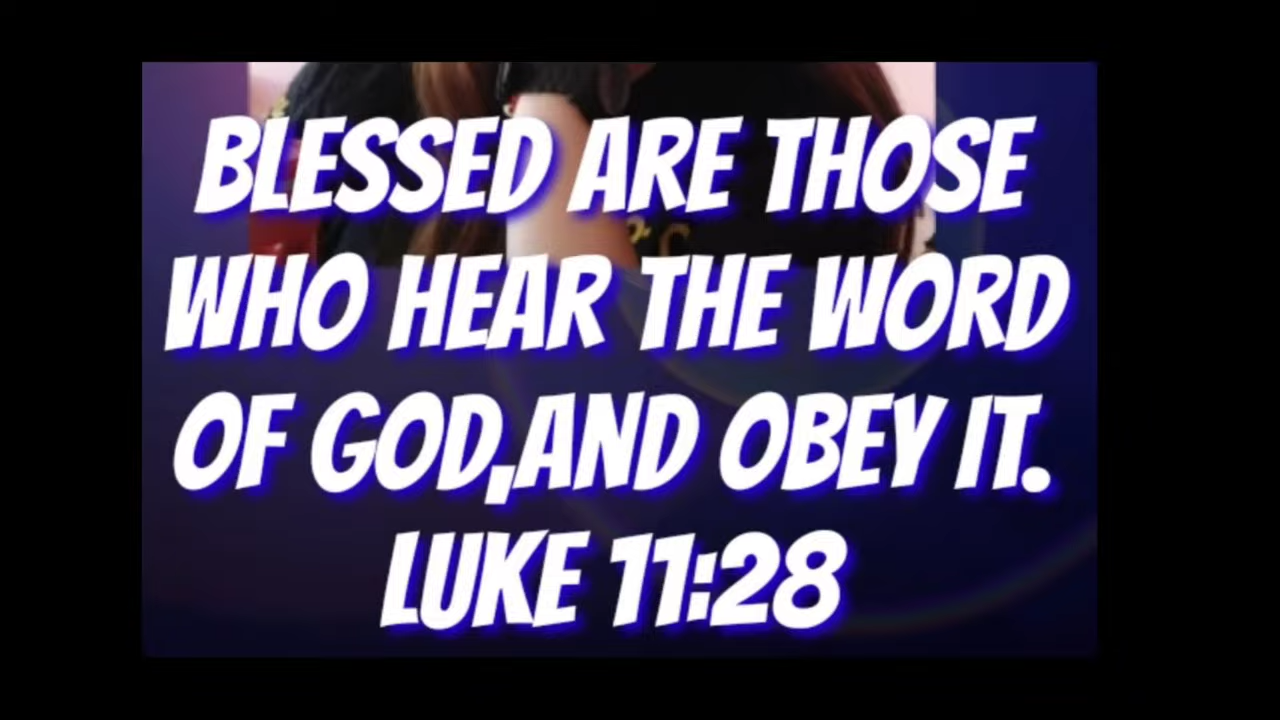 BLESSED ARE THOSE
WHO HEAR THE WORD
OF GOD,AND OBEY IT.
LUKE 11:28